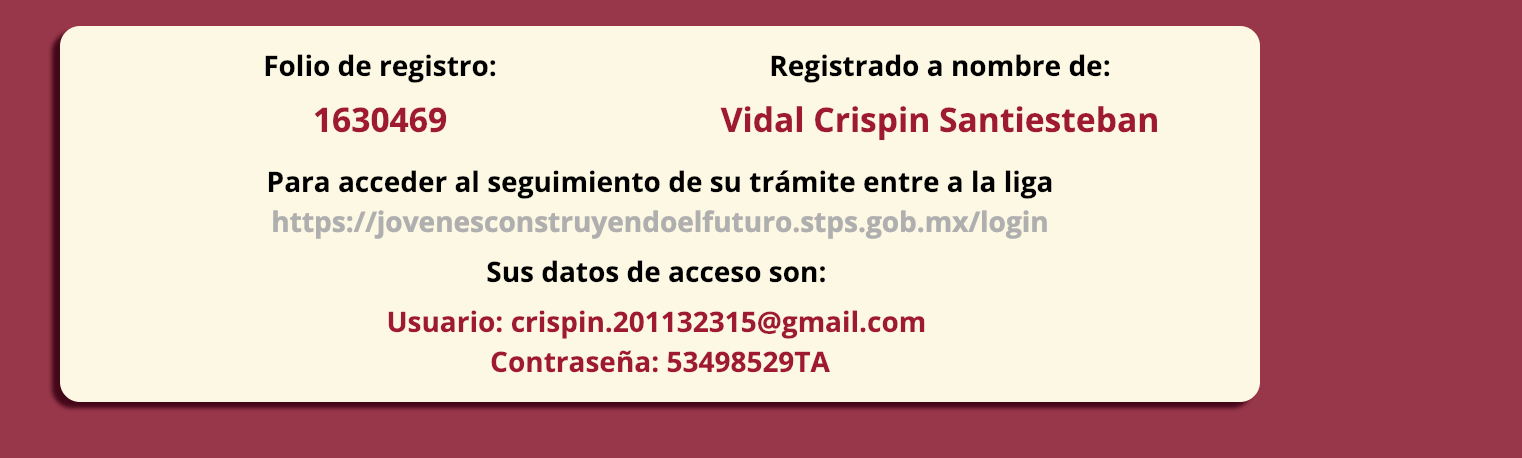 Folio de registro:
1630469
Registrado a nombre de:
Vidal Crispin Santiesteban
Para acceder al seguimiento de su trámite entre a la liga
https://jovenesconstruyendoelfuturo.stps.gob.mx/login
Sus datos de acceso son:
Usuario: crispin.201132315@gmail.com
Contraseña: 53498529TA